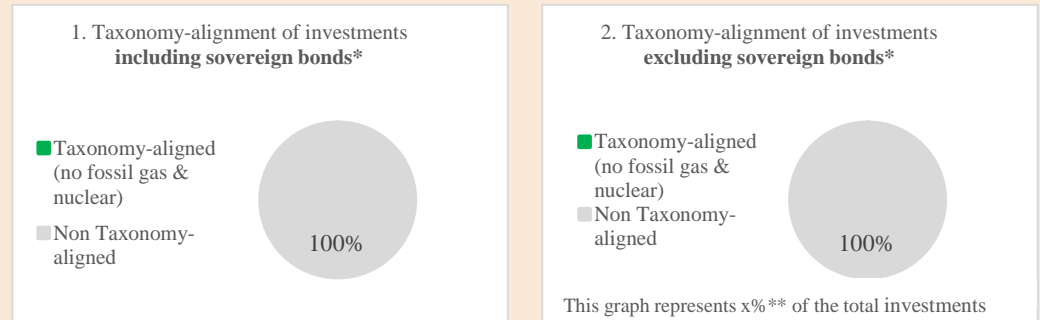 1. Taxonomy-alignment of investments
including sovereign bonds*
Taxonomy-aligned
(no fossil gas &
nuclear)
Non Taxonomy-
aligned
100%
2. Taxonomy-alignment of investments
excluding sovereign bonds*
Taxonomy-aligned
(no fossil gas &
nuclear)
Non Taxonomy-
aligned
100%
This graph represents x%** of the total investments